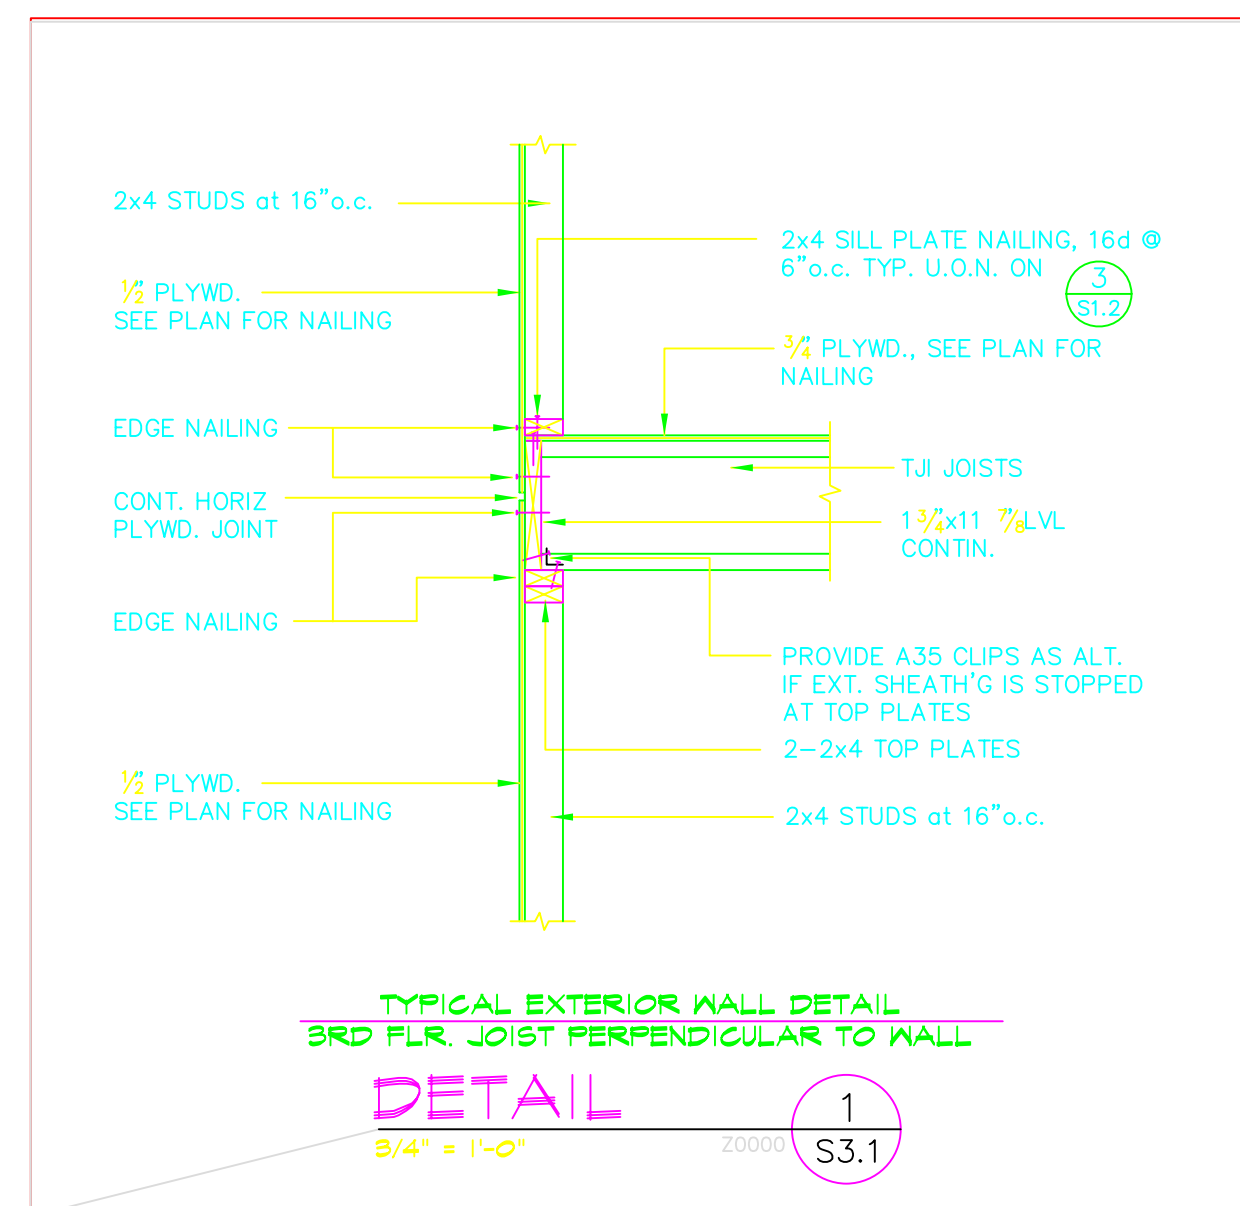 2x4 STUDS at 16"o.c.
2x4 SILL PLATE NAILING, 16d @
6"o.c. TYP. U.O.N. ON
3
S1.2
1/2" PLYWD.
SEE PLAN FOR NAILING
3/4" PLYWD., SEE PLAN FOR
NAILING
EDGE NAILING
TJI JOISTS
CONT. HORIZ
PLYWD. JOINT
1 3/4"x11 7/8"LVL
CONTIN.
EDGE NAILING
PROVIDE A35 CLIPS AS ALT.
IF EXT. SHEATH'G IS STOPPED
AT TOP PLATES
2-2x4 TOP PLATES
1/2" PLYWD.
SEE PLAN FOR NAILING
2x4 STUDS at 16"o.c.
TYPICAL EXTERIOR WALL DETAIL
3RD FLR. JOIST PERPENDICULAR TO WALL
DETAIL
3/4" = 1'-0"
Z0000
1
S3.1